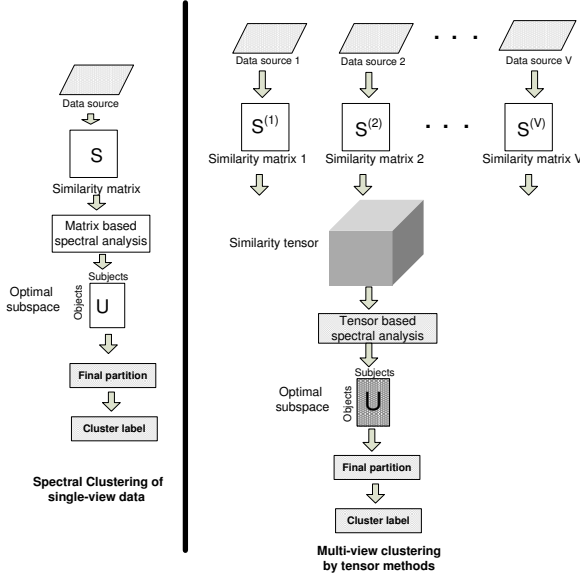 Data source
S
Similarity matrix
Matrix based
spectral analysis
Subjects
Optimal
subspace
Objects
U
Final partition
Cluster label
Spectral Clustering of
single-view data
Data source 1
Data source 2
. . .
Data source V
S(1)
S(2)
. . .
S(V)
Similarity matrix 1
Similarity matrix 2
Similarity matrix V
Similarity tensor
Tensor based
spectral analysis
Subjects
Optimal
subspace
Objects
U
Final partition
Cluster label
Multi-view clustering
by tensor methods